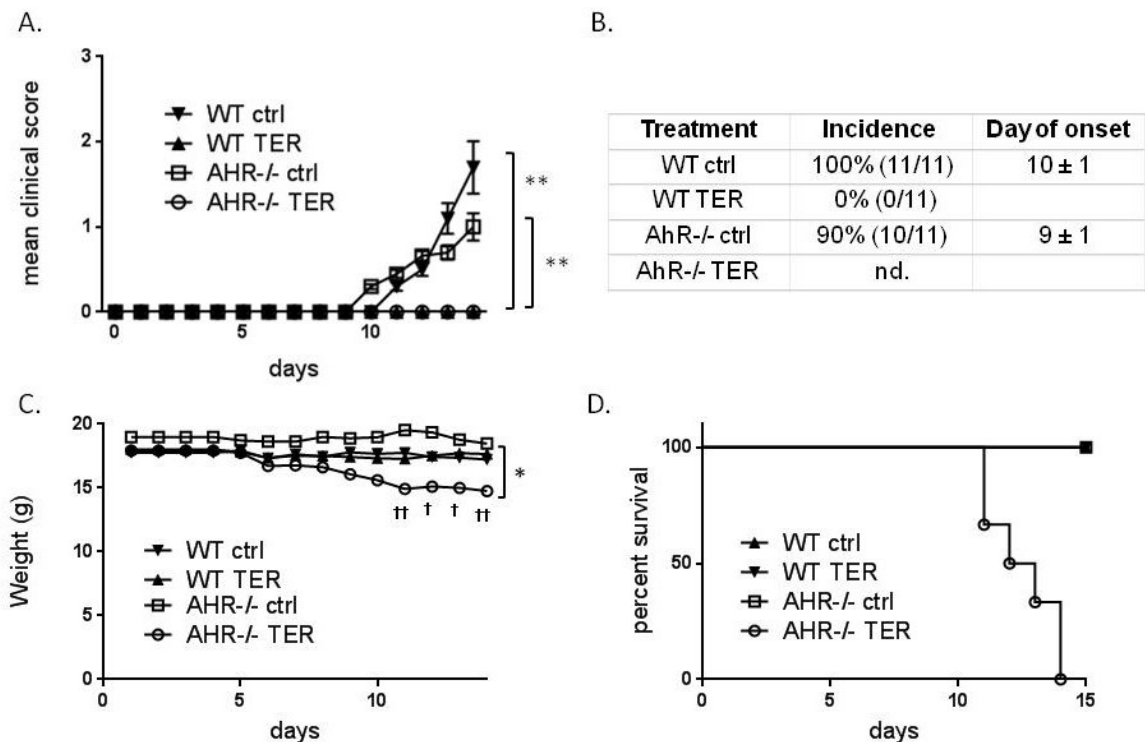 A.
mean clinical score
3
2
1
0
WT ctrl
WT TER
AHR-/- ctrl
AHR-/- TER
**
**
0 5 10
days
B.
Treatment Incidence Day of onset
WT ctrl 100% (11/11) 10 ± 1
WT TER 0% (0/11)
AhR-/- ctrl 90% (10/11) 9 ± 1
AhR-/- TER nd.
C.
Weight (g)
20
15
10
5
0
*
†† † † ††
WT ctrl
WT TER
AHR-/- ctrl
AHR-/- TER
0 5 10
days
D.
percent survival
100
50
0
WT ctrl
WT TER
AHR-/- ctrl
AHR-/- TER
0 5 10 15
days